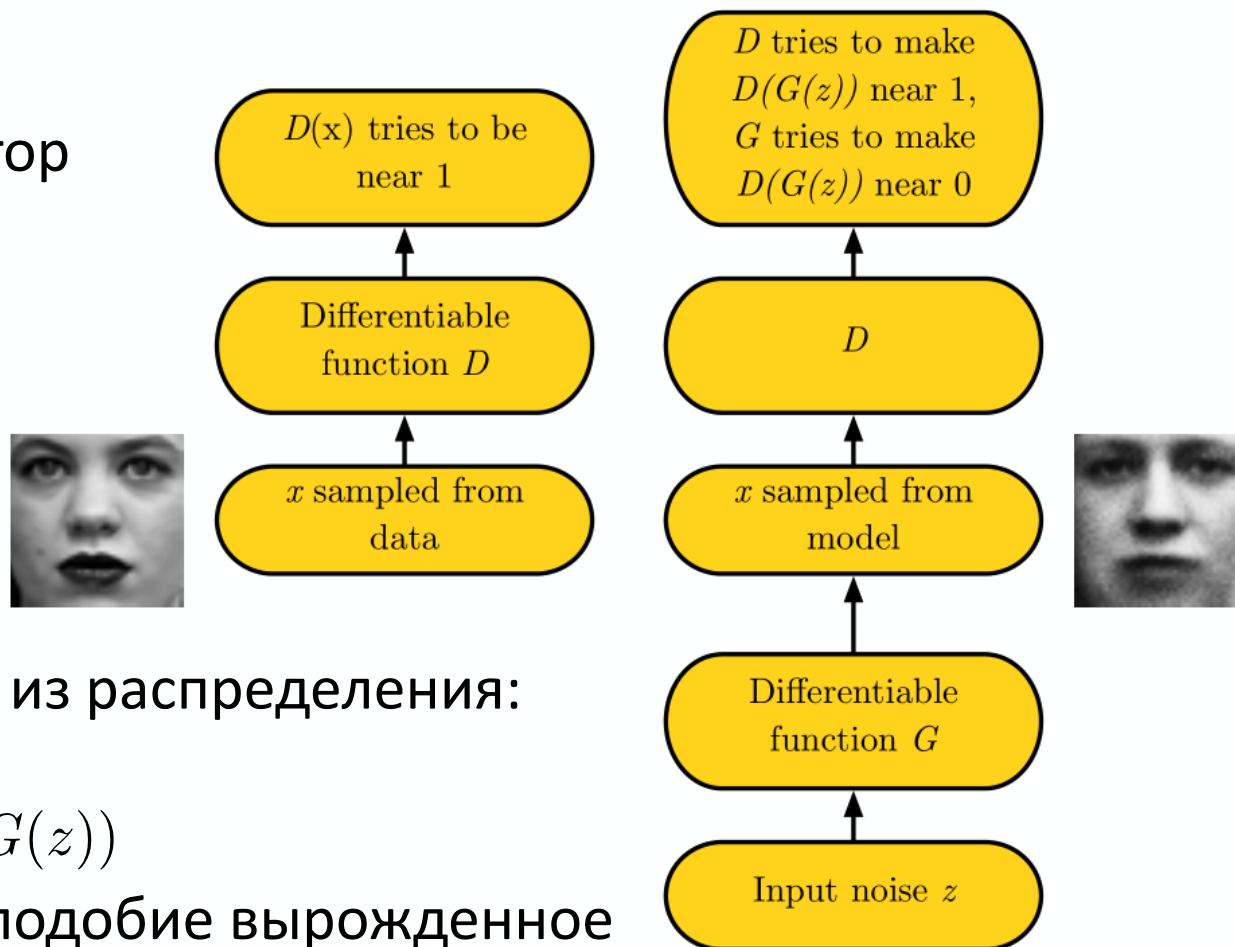 тор
D(x) tries to be
near 1
Differentiable
function D
x sampled from
data
D tries to make
D(G(z)) near 1,
G tries to make
D(G(z)) near 0
D
x sampled from
model
Differentiable
function G
Input noise z
из распределения:
G(z))
подобие вырожденное